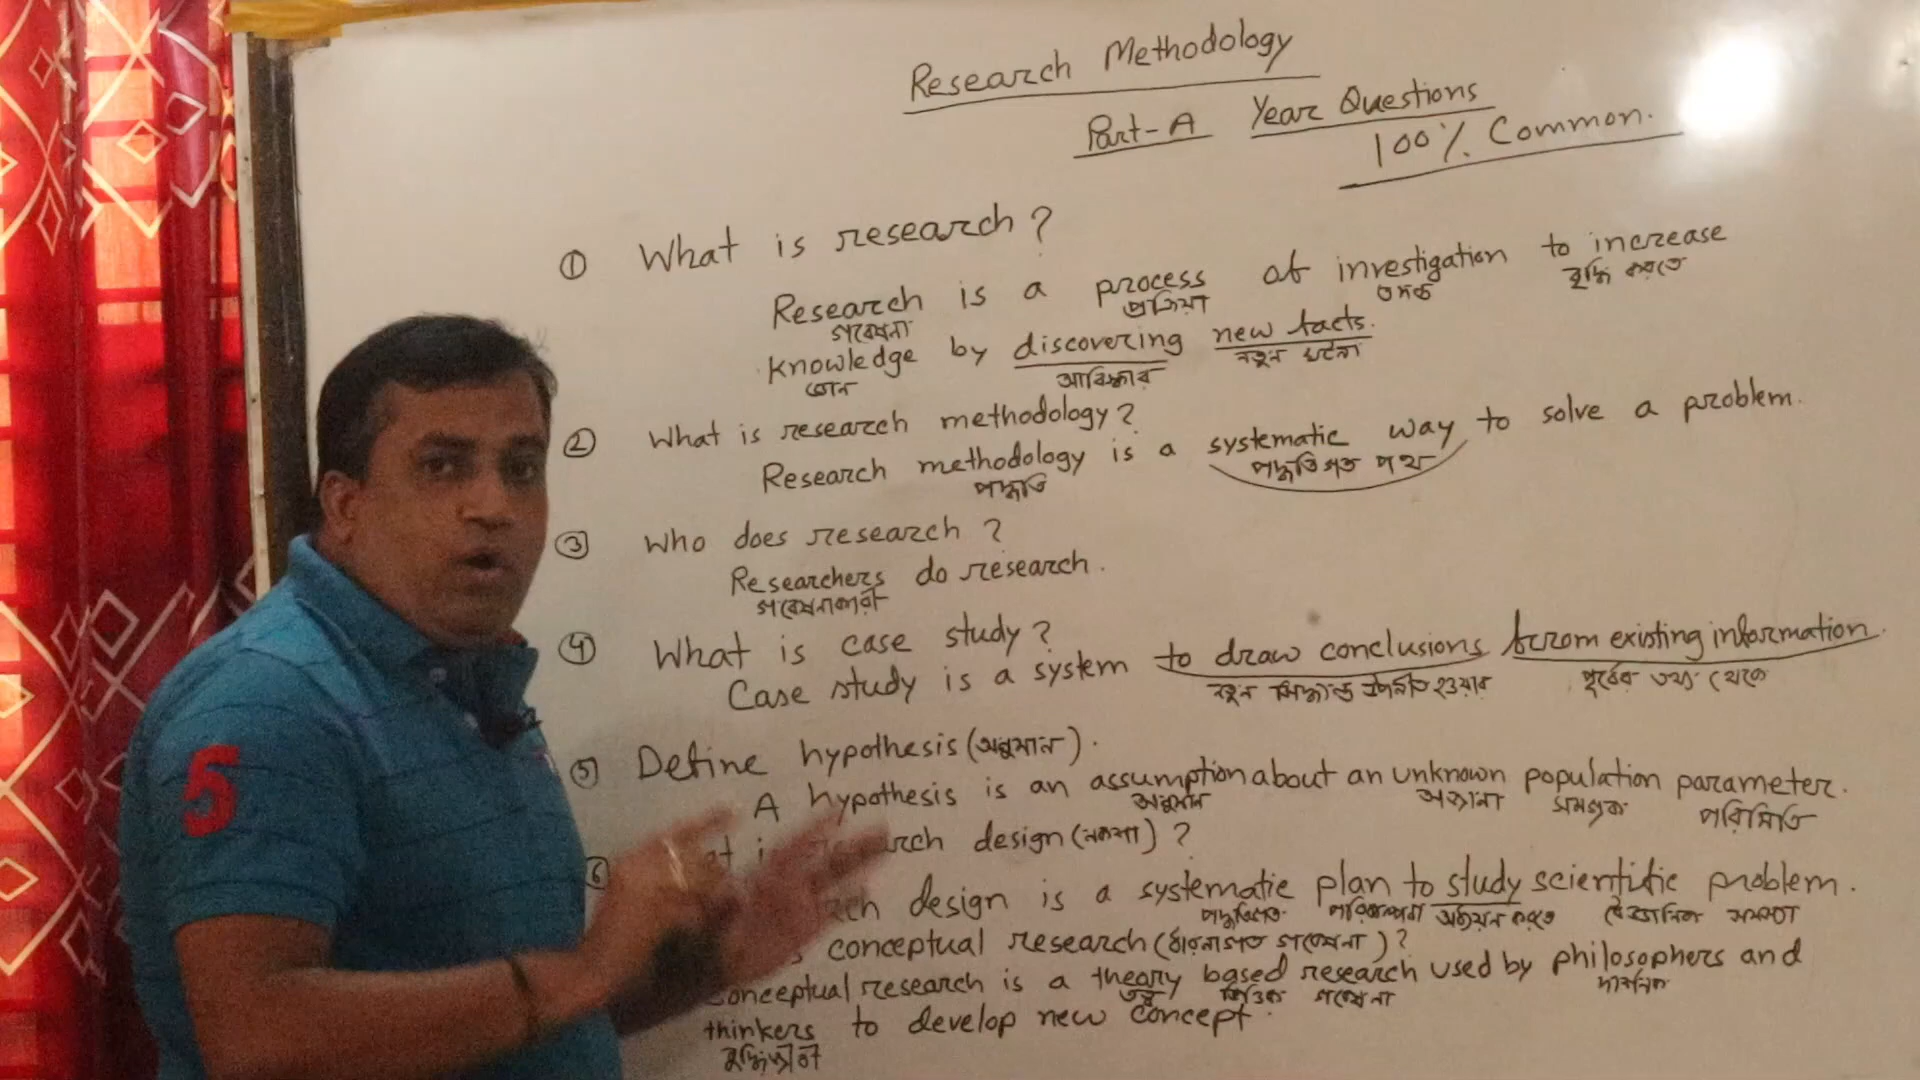 Research Methodology
Part-A Year Questions
100% Common.
① What is research?
Research is a process of investigation to increase
গবেষনা প্রক্রিয়া তদন্ত বৃদ্ধি করতে
knowledge by discovering new facts.
জ্ঞান আবিষ্কার নতুন ঘটনা
② What is research methodology?
Research methodology is a systematic way to solve a problem.
পদ্ধতি পদ্ধতিগত পথ
③ Who does research?
Researchers do research.
গবেষনাকারী
④ What is case study?
Case study is a system to draw conclusions from existing information.
নতুন সিদ্ধান্ত উপনীত হওয়ার পূর্বের তথ্য থেকে
⑤ Define hypothesis (অনুমান).
A hypothesis is an assumption about an unknown population parameter.
অনুমান অজানা সমগ্রক পরিমিতি
⑥ design (নকশা)?
design is a systematic plan to study scientific problem.
পদ্ধতিগত পরিকল্পনা অধ্যয়ন করতে বৈজ্ঞানিক সমস্যা
conceptual research (ধারনাগত গবেষনা)?
conceptual research is a theory based research used by philosophers and
তত্ত্ব ভিত্তিক গবেষনা দার্শনিক
thinkers to develop new concept.
বুদ্ধিজীবী
5